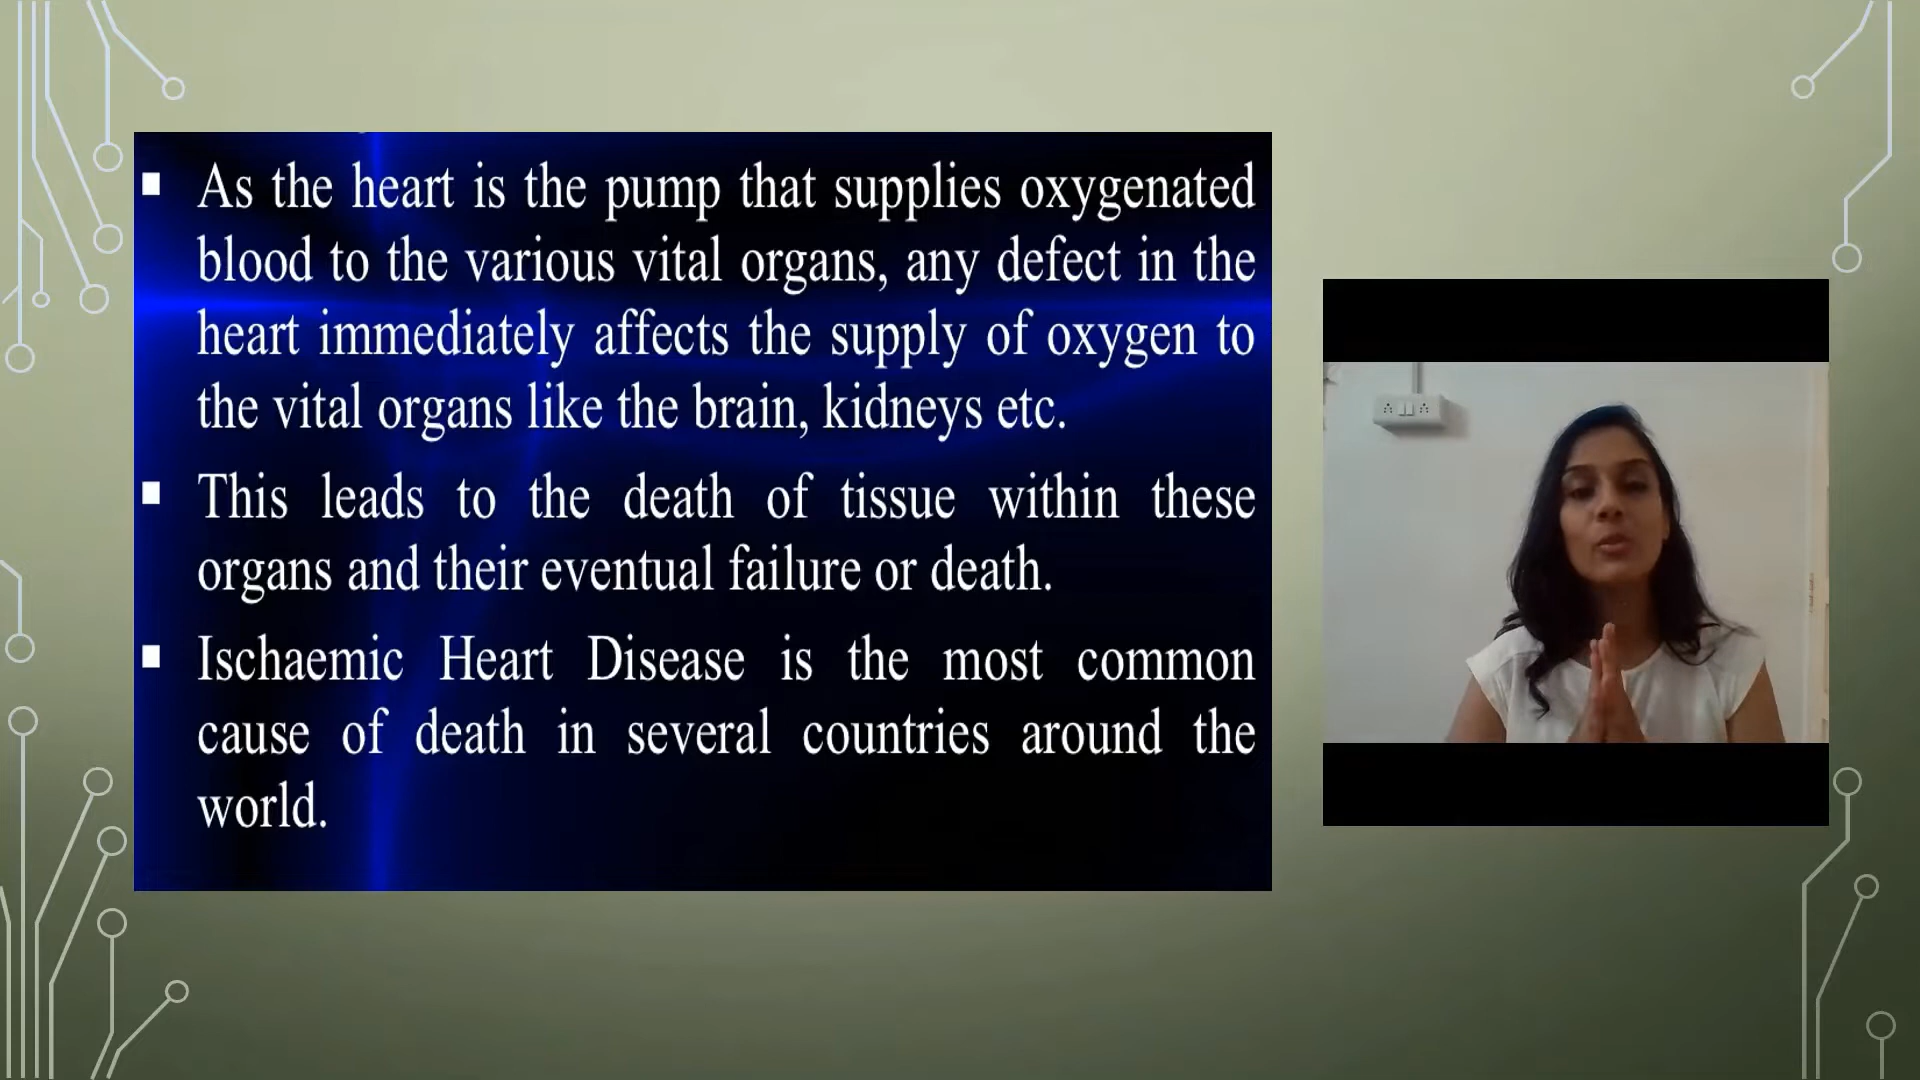 As the heart is the pump that supplies oxygenated
blood to the various vital organs, any defect in the
heart immediately affects the supply of oxygen to
the vital organs like the brain, kidneys etc.
This leads to the death of tissue within these
organs and their eventual failure or death.
Ischaemic Heart Disease is the most common
cause of death in several countries around the
world.